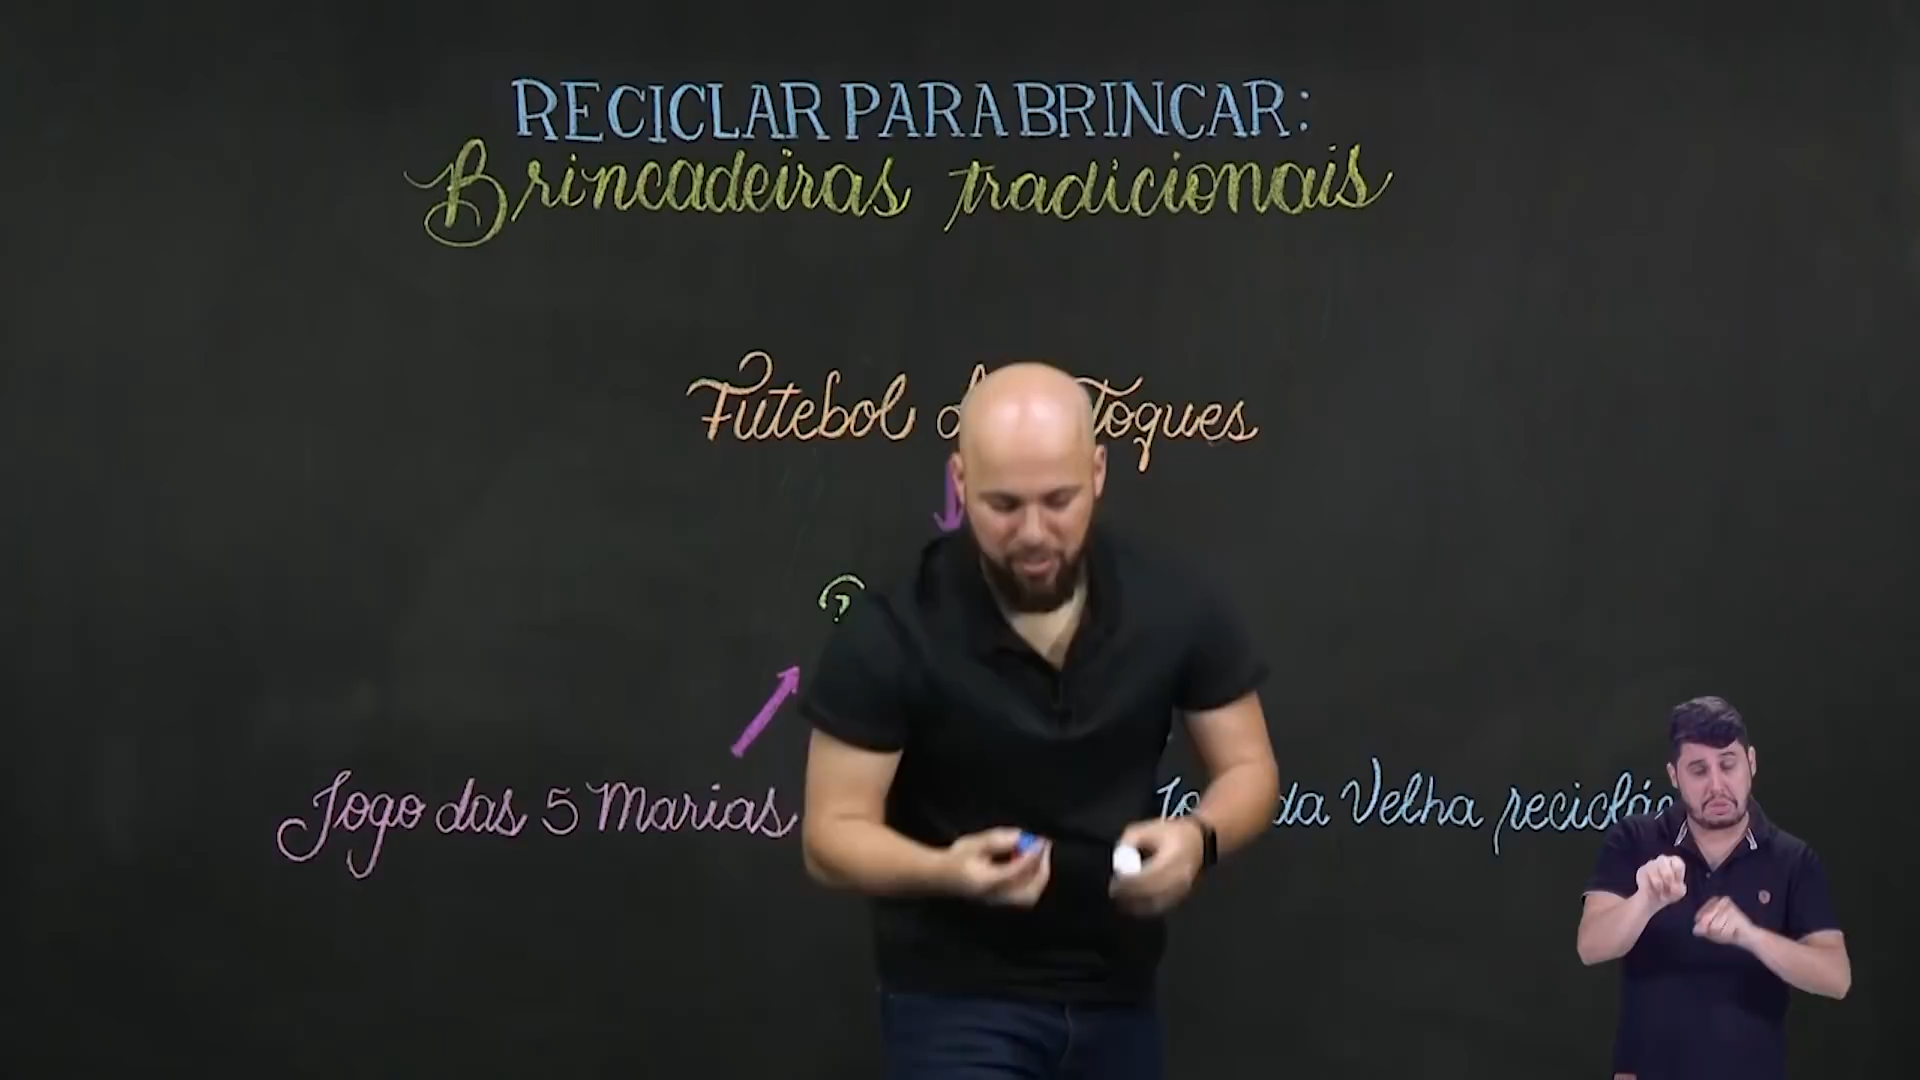 RECICLAR PARA BRINCAR:
Brincadeiras tradicionais
Futebol Toques
Jogo das 5 Marias
da Velha